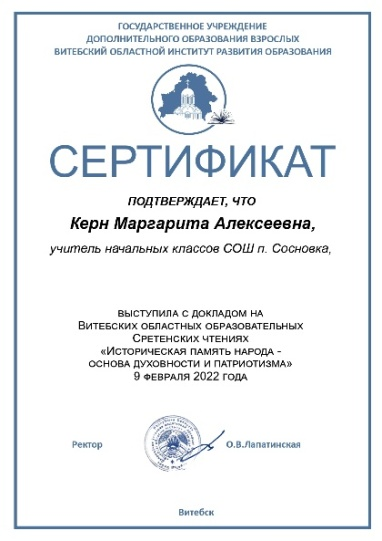 ГОСУДАРСТВЕННОЕ УЧРЕЖДЕНИЕ
ДОПОЛНИТЕЛЬНОГО ОБРАЗОВАНИЯ ВЗРОСЛЫХ
ВИТЕБСКИЙ ОБЛАСТНОЙ ИНСТИТУТ РАЗВИТИЯ ОБРАЗОВАНИЯ
СЕРТИФИКАТ
ПОДТВЕРЖДАЕТ, ЧТО
Керн Маргарита Алексеевна,
учитель начальных классов СОШ п. Сосновка,
ВЫСТУПИЛА С ДОКЛАДОМ НА
ВИТЕБСКИХ ОБЛАСТНЫХ ОБРАЗОВАТЕЛЬНЫХ
СРЕТЕНСКИХ ЧТЕНИЯХ
«ИСТОРИЧЕСКАЯ ПАМЯТЬ НАРОДА -
ОСНОВА ДУХОВНОСТИ И ПАТРИОТИЗМА»
9 ФЕВРАЛЯ 2022 ГОДА
Ректор О.В.Лапатинская
Витебск